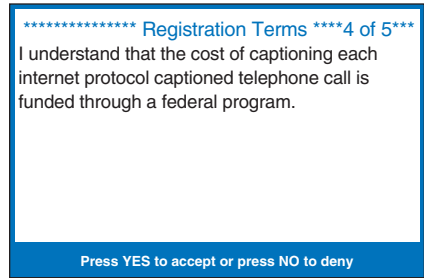 *************** Registration Terms ****4 of 5***
I understand that the cost of captioning each
internet protocol captioned telephone call is
funded through a federal program.
Press YES to accept or press NO to deny